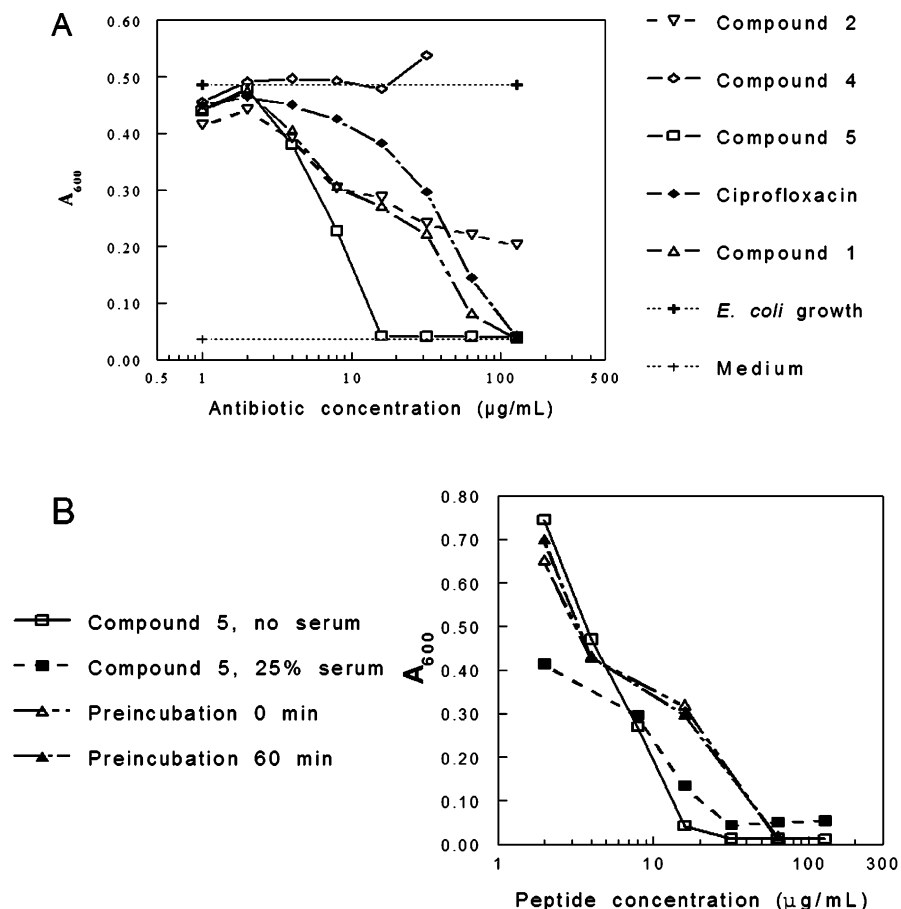 A
0.60
0.50
0.40
0.30
0.20
0.10
0.00
A600
0.5
1
10
100
500
Antibiotic concentration (µg/mL)
Compound 2
Compound 4
Compound 5
Ciprofloxacin
Compound 1
E. coli growth
Medium
B
Compound 5, no serum
Compound 5, 25% serum
Preincubation 0 min
Preincubation 60 min
0.80
0.70
0.60
0.50
0.40
0.30
0.20
0.10
0.00
A600
1
10
100
300
Peptide concentration (µg/mL)